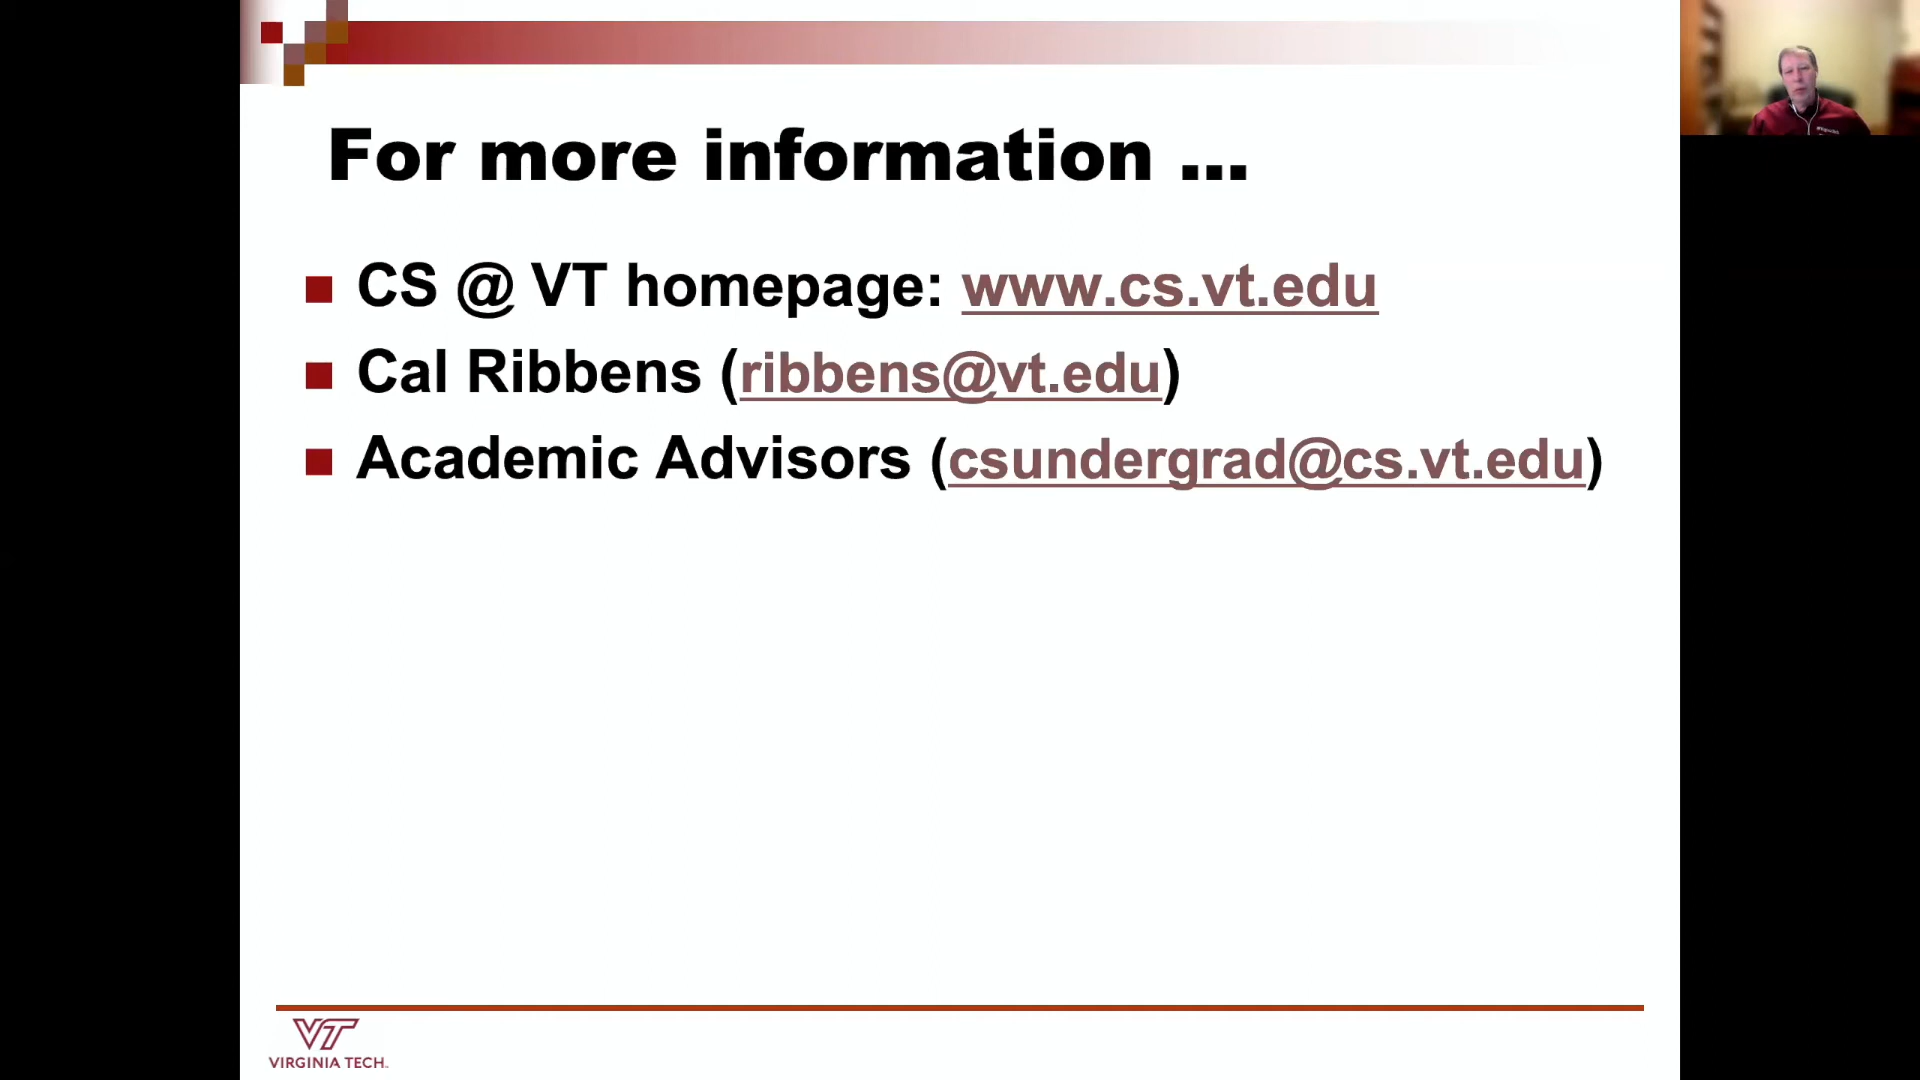 For more information ...
CS @ VT homepage: www.cs.vt.edu
Cal Ribbens (ribbens@vt.edu)
Academic Advisors (csundergrad@cs.vt.edu)
VT
VIRGINIA TECH